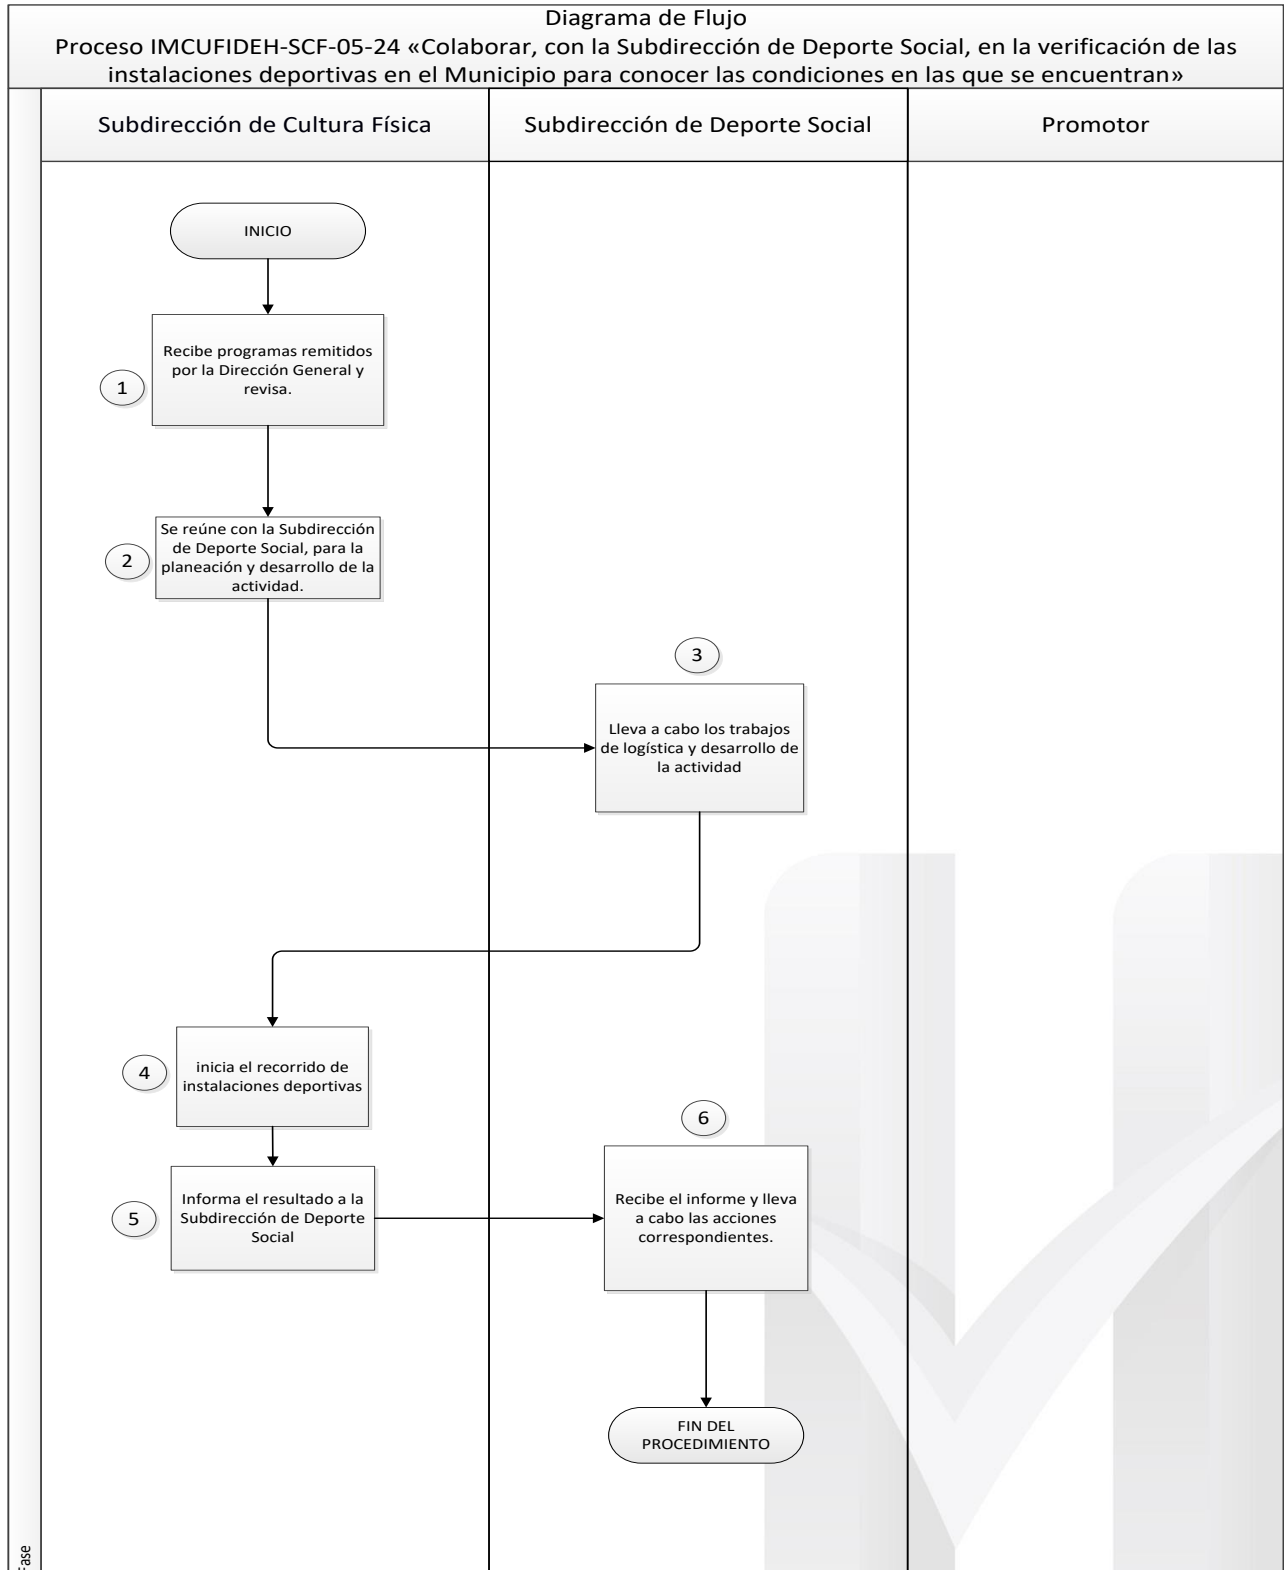 Diagrama de Flujo
Proceso IMCUFIDEH-SCF-05-24 «Colaborar, con la Subdirección de Deporte Social, en la verificación de las
instalaciones deportivas en el Municipio para conocer las condiciones en las que se encuentran»
Subdirección de Cultura Física
Subdirección de Deporte Social
Promotor
INICIO
1
Recibe programas remitidos
por la Dirección General y
revisa.
2
Se reúne con la Subdirección
de Deporte Social, para la
planeación y desarrollo de la
actividad.
3
Lleva a cabo los trabajos
de logística y desarrollo de
la actividad
4
inicia el recorrido de
instalaciones deportivas
5
Informa el resultado a la
Subdirección de Deporte
Social
6
Recibe el informe y lleva
a cabo las acciones
correspondientes.
FIN DEL
PROCEDIMIENTO
Fase